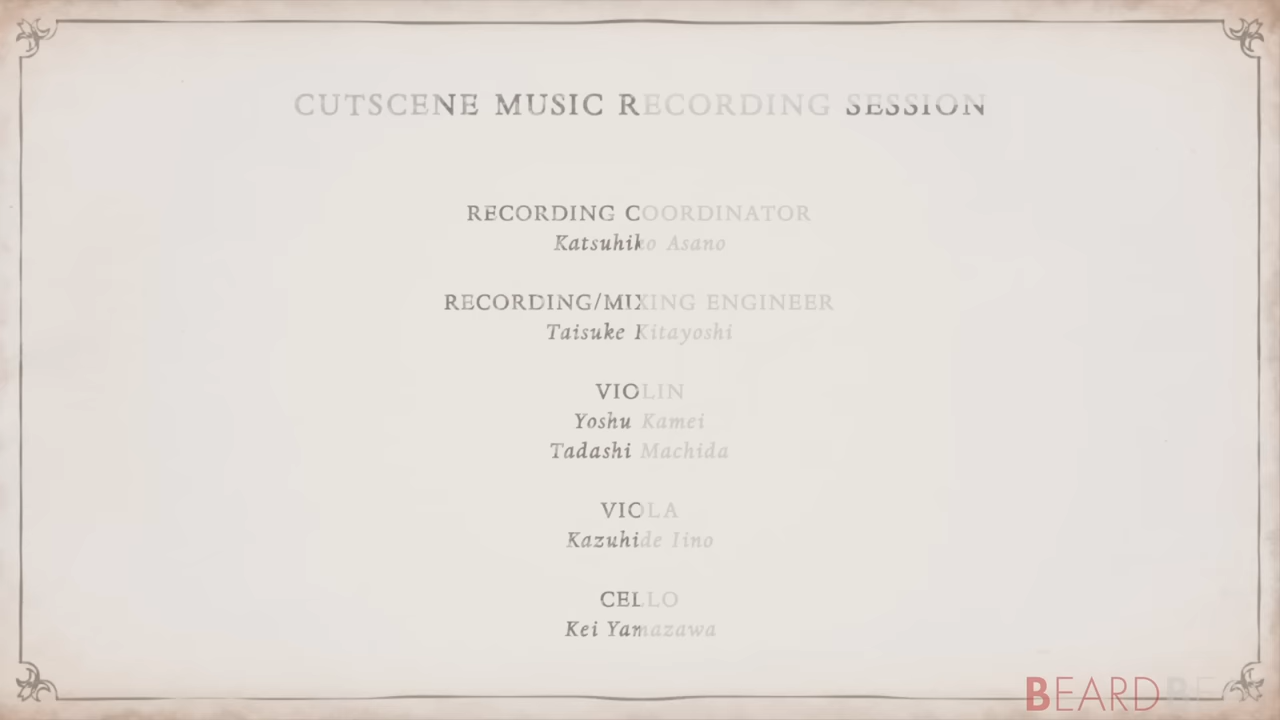 CUTSCENE MUSIC RECORDING SESSION
RECORDING COORDINATOR
Katsuhiko Asano
RECORDING/MIXING ENGINEER
Taisuke Kitayoshi
VIOLIN
Yoshu Kamei
Tadashi Machida
VIOLA
Kazuhide Iino
CELLO
Kei Yamazawa
BEARDBE